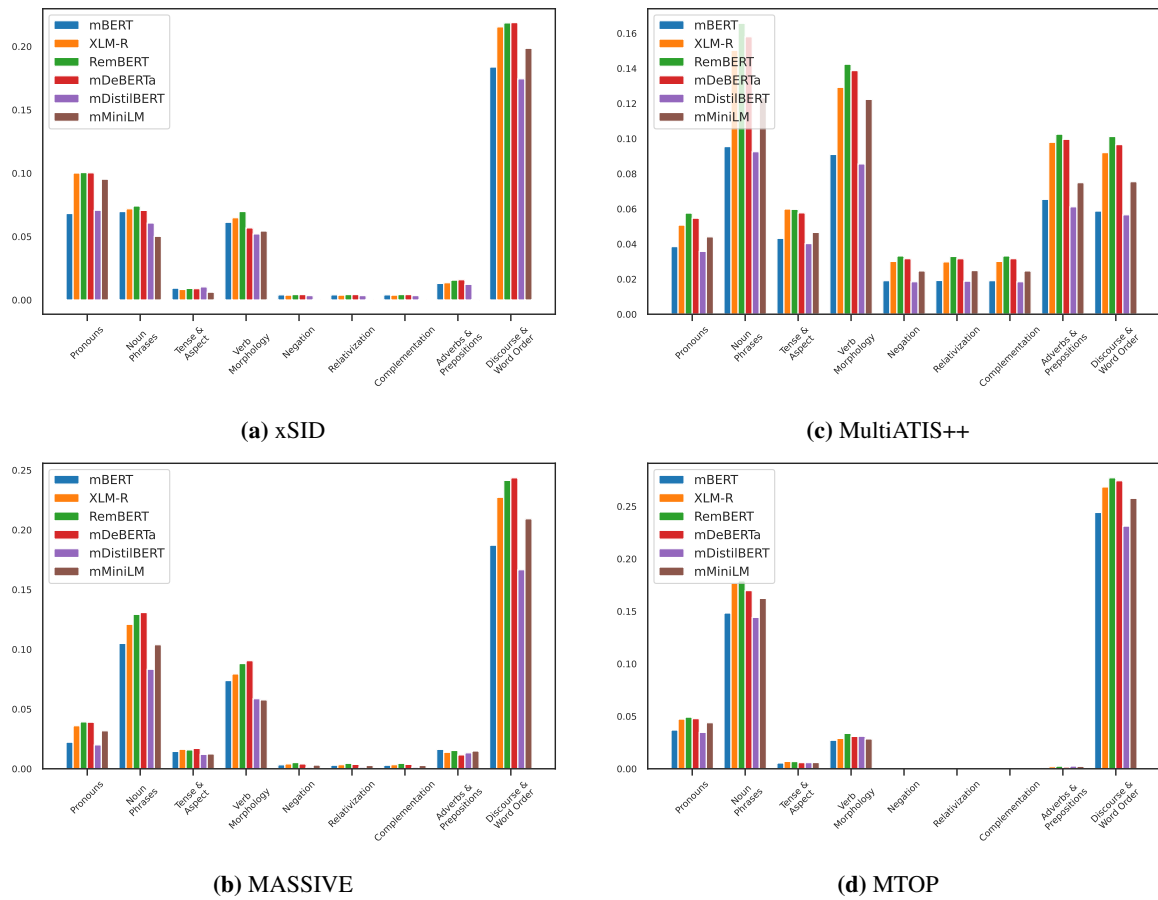 mBERT
XLM-R
RemBERT
mDeBERTa
mDistilBERT
mMiniLM
0.20
0.15
0.10
0.05
0.00
Pronouns
Noun
Phrases
Tense &
Aspect
Verb
Morphology
Negation
Relativization
Complementation
Adverbs &
Prepositions
Discourse &
Word Order
(a) xSID
mBERT
XLM-R
RemBERT
mDeBERTa
mDistilBERT
mMiniLM
0.16
0.14
0.12
0.10
0.08
0.06
0.04
0.02
0.00
Pronouns
Noun
Phrases
Tense &
Aspect
Verb
Morphology
Negation
Relativization
Complementation
Adverbs &
Prepositions
Discourse &
Word Order
(c) MultiATIS++
mBERT
XLM-R
RemBERT
mDeBERTa
mDistilBERT
mMiniLM
0.25
0.20
0.15
0.10
0.05
0.00
Pronouns
Noun
Phrases
Tense &
Aspect
Verb
Morphology
Negation
Relativization
Complementation
Adverbs &
Prepositions
Discourse &
Word Order
(b) MASSIVE
mBERT
XLM-R
RemBERT
mDeBERTa
mDistilBERT
mMiniLM
0.25
0.20
0.15
0.10
0.05
0.00
Pronouns
Noun
Phrases
Tense &
Aspect
Verb
Morphology
Negation
Relativization
Complementation
Adverbs &
Prepositions
Discourse &
Word Order
(d) MTOP